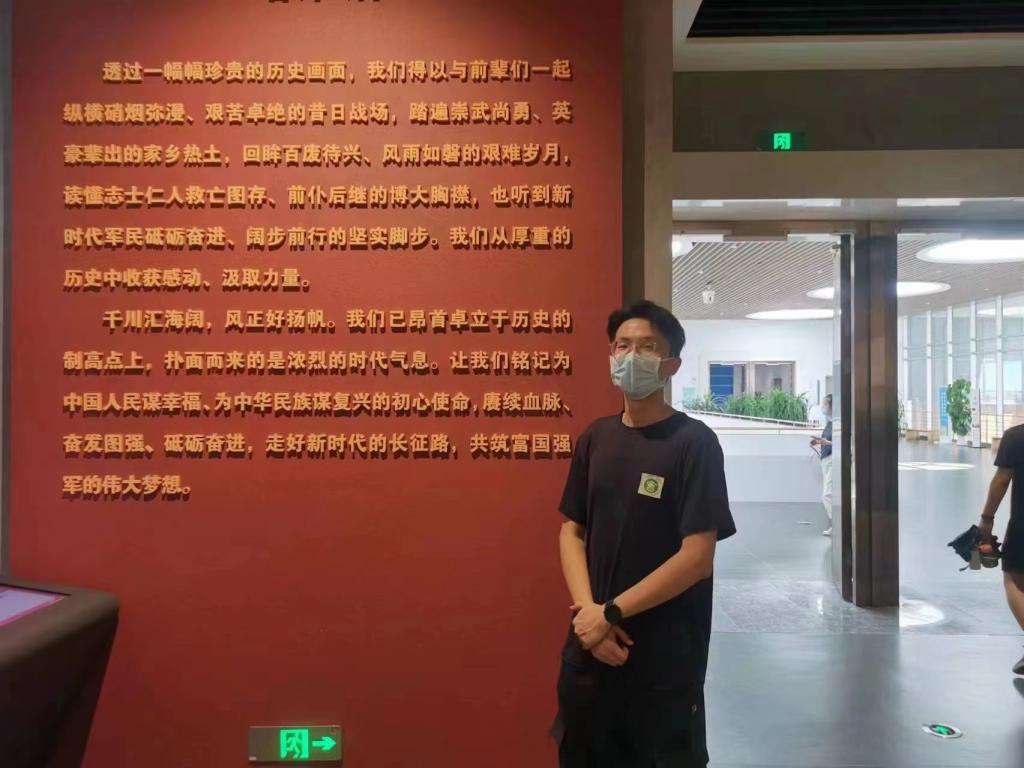 透过一幅幅珍贵的历史画面，我们得以与前辈们一起
纵横硝烟弥漫、艰苦卓绝的昔日战场，踏遍崇武尚勇、英
豪辈出的家乡热土，回眸百废待兴、风雨如磐的艰难岁月，
读懂志士仁人救亡图存、前仆后继的博大胸襟，也听到新
时代军民砥砺奋进、阔步前行的坚实脚步。我们从厚重的
历史中收获感动、汲取力量。
千川汇海阔，风正好扬帆。我们已昂首卓立于历史的
制高点上，扑面而来的是浓烈的时代气息。让我们铭记为
中国人民谋幸福、为中华民族谋复兴的初心使命，赓续血脉、
奋发图强、砥砺奋进，走好新时代的长征路，共筑富国强
军的伟大梦想。